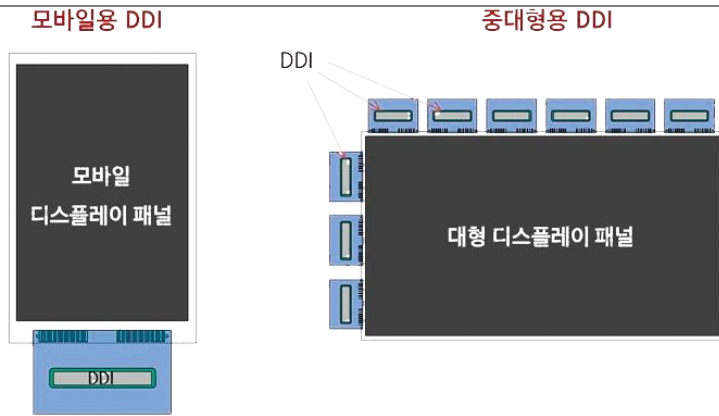 모바일용 DDI
중대형용 DDI
DDI
모바일
디스플레이 패널
대형 디스플레이 패널
DDI